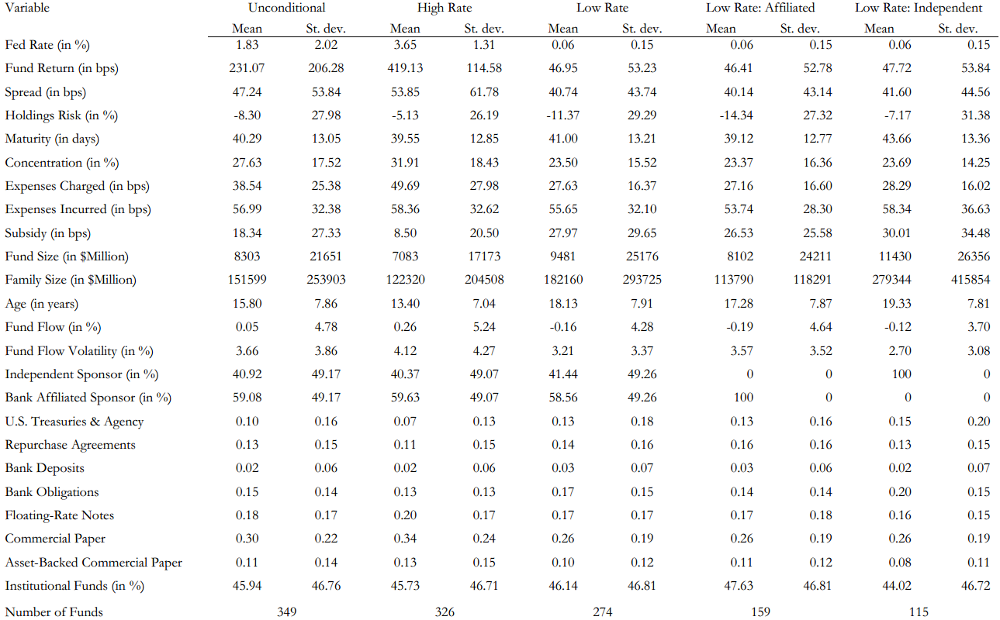 Variable Unconditional High Rate Low Rate Low Rate: Affiliated Low Rate: Independent
Mean St. dev. Mean St. dev. Mean St. dev. Mean St. dev. Mean St. dev.
Fed Rate (in %) 1.83 2.02 3.65 1.31 0.06 0.15 0.06 0.15 0.06 0.15
Fund Return (in bps) 231.07 206.28 419.13 114.58 46.95 53.23 46.41 52.78 47.72 53.84
Spread (in bps) 47.24 53.84 53.85 61.78 40.74 43.74 40.14 43.14 41.60 44.56
Holdings Risk (in %) -8.30 27.98 -5.13 26.19 -11.37 29.29 -14.34 27.32 -7.17 31.38
Maturity (in days) 40.29 13.05 39.55 12.85 41.00 13.21 39.12 12.77 43.66 13.36
Concentration (in %) 27.63 17.52 31.91 18.43 23.50 15.52 23.37 16.36 23.69 14.25
Expenses Charged (in bps) 38.54 25.38 49.69 27.98 27.63 16.37 27.16 16.60 28.29 16.02
Expenses Incurred (in bps) 56.99 32.38 58.36 32.62 55.65 32.10 53.74 28.30 58.34 36.63
Subsidy (in bps) 18.34 27.33 8.50 20.50 27.97 29.65 26.53 25.58 30.01 34.48
Fund Size (in $Million) 8303 21651 7083 17173 9481 25176 8102 24211 11430 26356
Family Size (in $Million) 151599 253903 122320 204508 182160 293725 113790 118291 279344 415854
Age (in years) 15.80 7.86 13.40 7.04 18.13 7.91 17.28 7.87 19.33 7.81
Fund Flow (in %) 0.05 4.78 0.26 5.24 -0.16 4.28 -0.19 4.64 -0.12 3.70
Fund Flow Volatility (in %) 3.66 3.86 4.12 4.27 3.21 3.37 3.57 3.52 2.70 3.08
Independent Sponsor (in %) 40.92 49.17 40.37 49.07 41.44 49.26 0 0 100 0
Bank Affiliated Sponsor (in %) 59.08 49.17 59.63 49.07 58.56 49.26 100 0 0 0
U.S. Treasuries & Agency 0.10 0.16 0.07 0.13 0.13 0.18 0.13 0.16 0.15 0.20
Repurchase Agreements 0.13 0.15 0.11 0.15 0.14 0.16 0.16 0.16 0.13 0.15
Bank Deposits 0.02 0.06 0.02 0.06 0.03 0.07 0.03 0.06 0.02 0.07
Bank Obligations 0.15 0.14 0.13 0.13 0.17 0.15 0.14 0.14 0.20 0.15
Floating-Rate Notes 0.18 0.17 0.20 0.17 0.17 0.17 0.17 0.18 0.16 0.15
Commercial Paper 0.30 0.22 0.34 0.24 0.26 0.19 0.26 0.19 0.26 0.19
Asset-Backed Commercial Paper 0.11 0.14 0.13 0.15 0.10 0.12 0.11 0.12 0.08 0.11
Institutional Funds (in %) 45.94 46.76 45.73 46.71 46.14 46.81 47.63 46.81 44.02 46.72
Number of Funds 349 326 274 159 115